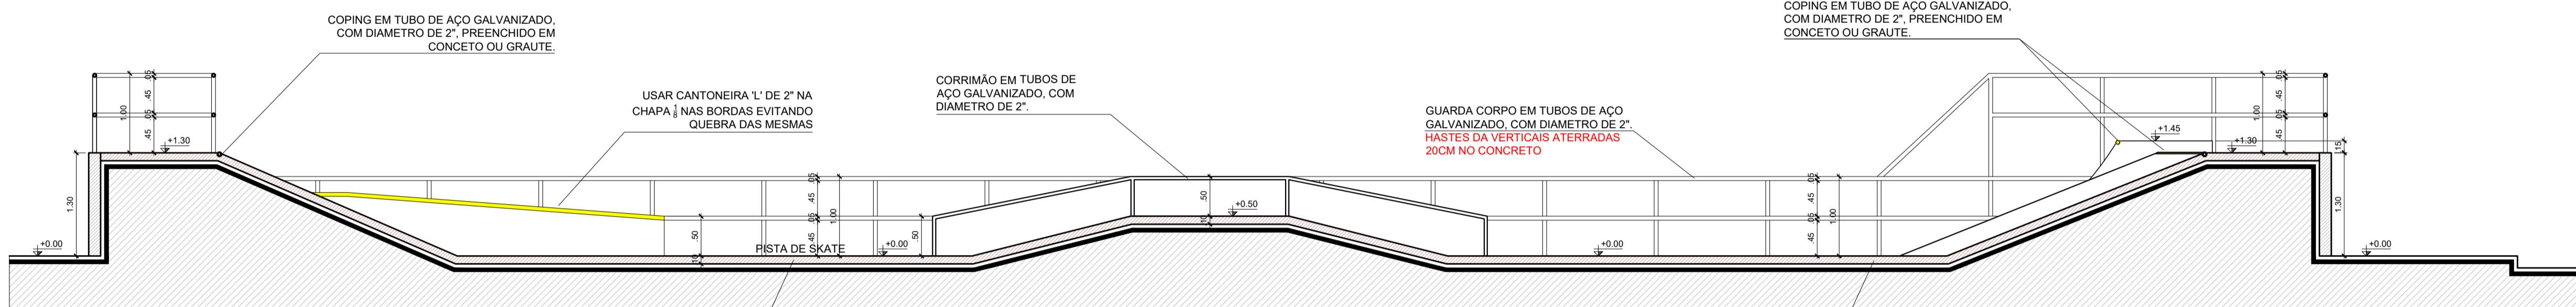 COPING EM TUBO DE AÇO GALVANIZADO,
COM DIAMETRO DE 2", PREENCHIDO EM
CONCETO OU GRAUTE.
COPING EM TUBO DE AÇO GALVANIZADO,
COM DIAMETRO DE 2", PREENCHIDO EM
CONCETO OU GRAUTE.
USAR CANTONEIRA 'L' DE 2" NA
CHAPA 1/8 NAS BORDAS EVITANDO
QUEBRA DAS MESMAS
CORRIMÃO EM TUBOS DE
AÇO GALVANIZADO, COM
DIAMETRO DE 2".
GUARDA CORPO EM TUBOS DE AÇO
GALVANIZADO, COM DIAMETRO DE 2".
HASTES DA VERTICAIS ATERRADAS
20CM NO CONCRETO
1.00
.05
.45
.05
.45
+1.30
1.30
+0.00
.50
.10
PISTA DE SKATE
.05
.45
.05
.45
1.00
+0.00
.50
.50
.10
+0.50
+0.00
.05
.45
.05
.45
1.00
+1.45
+1.30
1.00
.05
.45
.05
.45
.15
1.30
+0.00